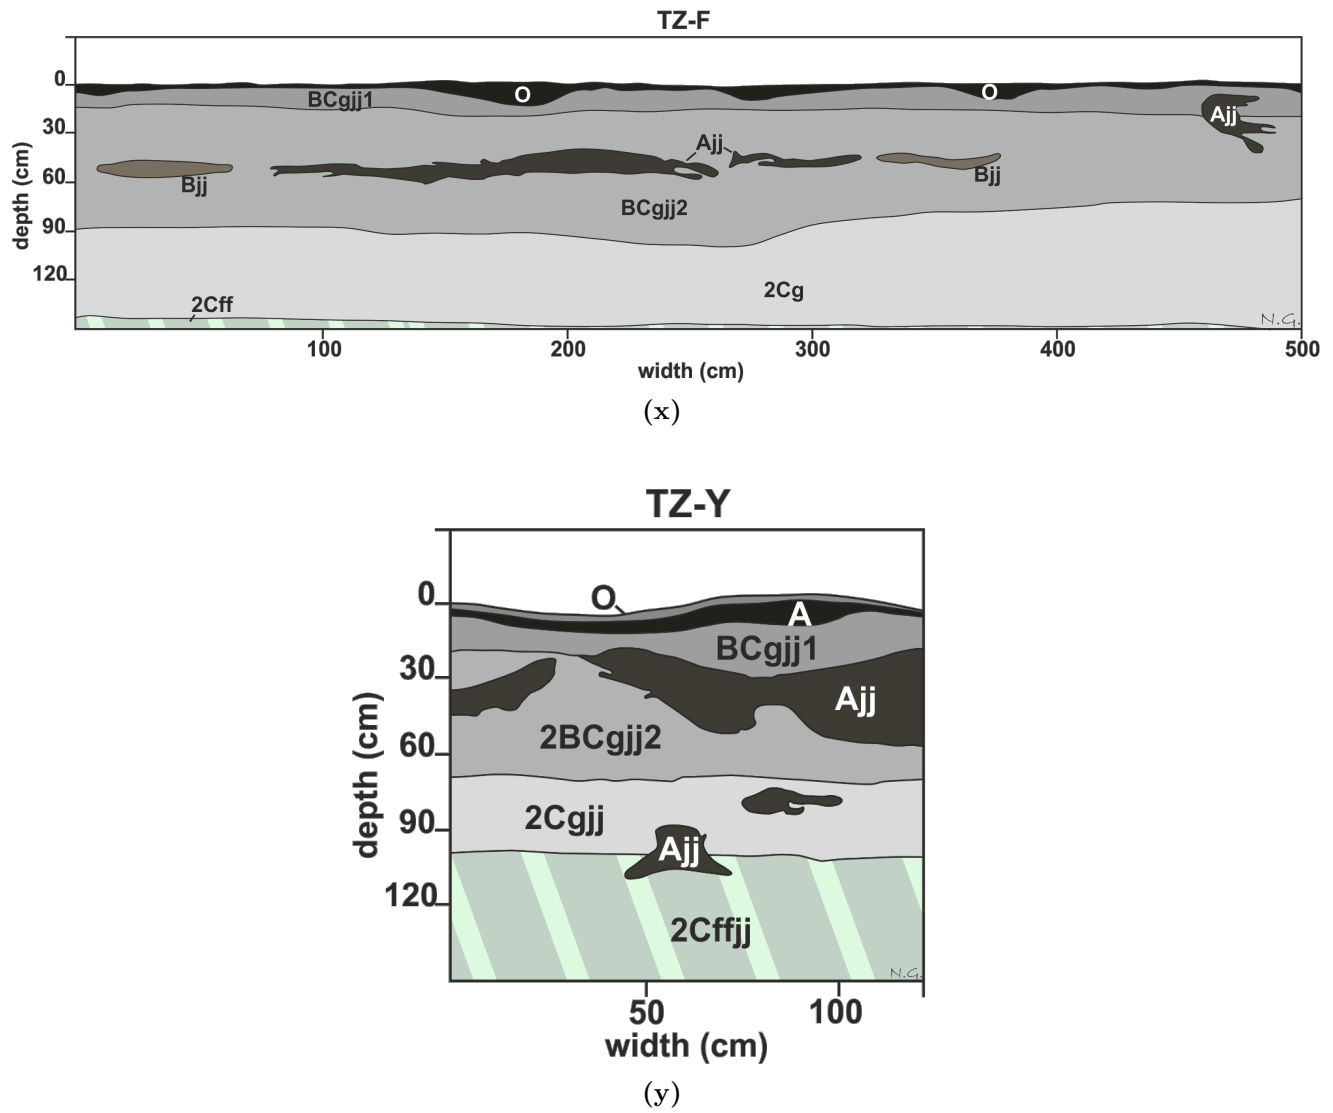 TZ-F
0
30
60
90
120
depth (cm)
O
BCgjj1
O
Ajj
Ajj
Bjj
Bjj
BCgjj2
2Cg
2Cff
N.G.
100 200 300 400 500
width (cm)
(x)
TZ-Y
0
30
60
90
120
depth (cm)
O
A
BCgjj1
Ajj
2BCgjj2
2Cgjj
Ajj
2Cffjj
N.G.
50 100
width (cm)
(y)